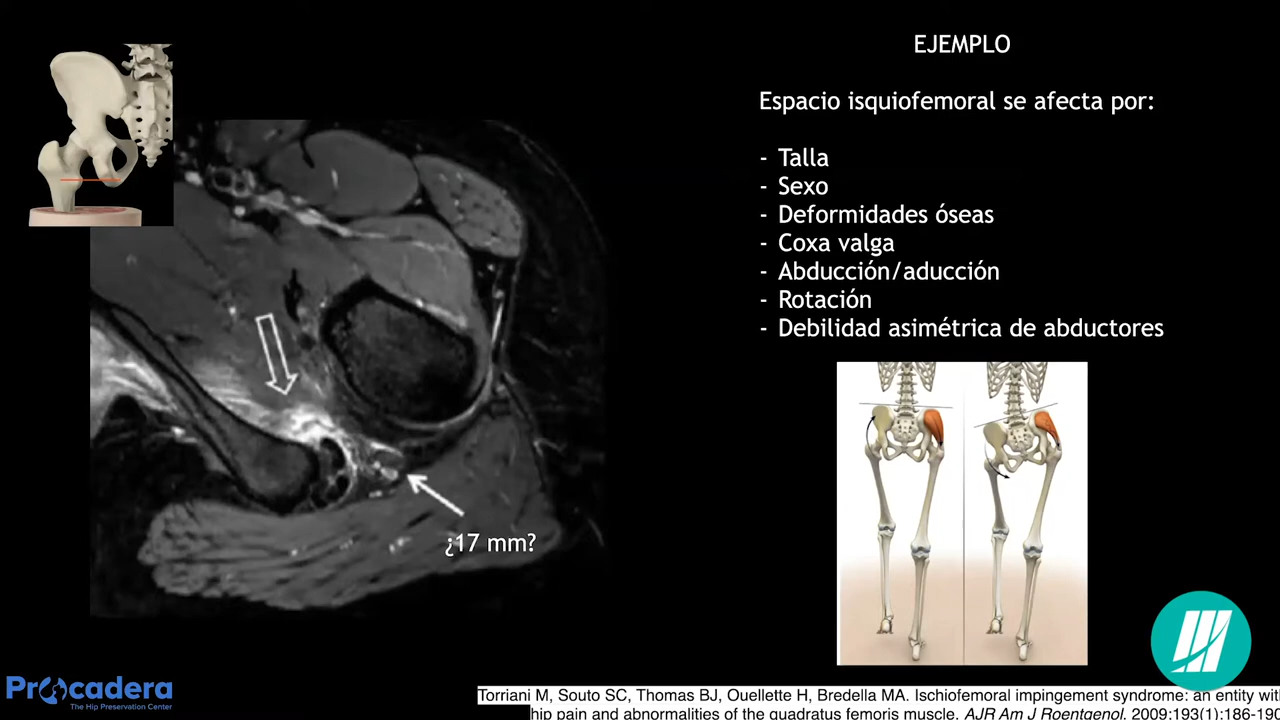 EJEMPLO
Espacio isquiofemoral se afecta por:
- Talla
- Sexo
- Deformidades óseas
- Coxa valga
- Abducción/aducción
- Rotación
- Debilidad asimétrica de abductores
¿17 mm?
Procadera
The Hip Preservation Center
Torriani M, Souto SC, Thomas BJ, Ouellette H, Bredella MA. Ischiofemoral impingement syndrome: an entity wit
hip pain and abnormalities of the quadratus femoris muscle. AJR Am J Roentgenol. 2009;193(1):186-190